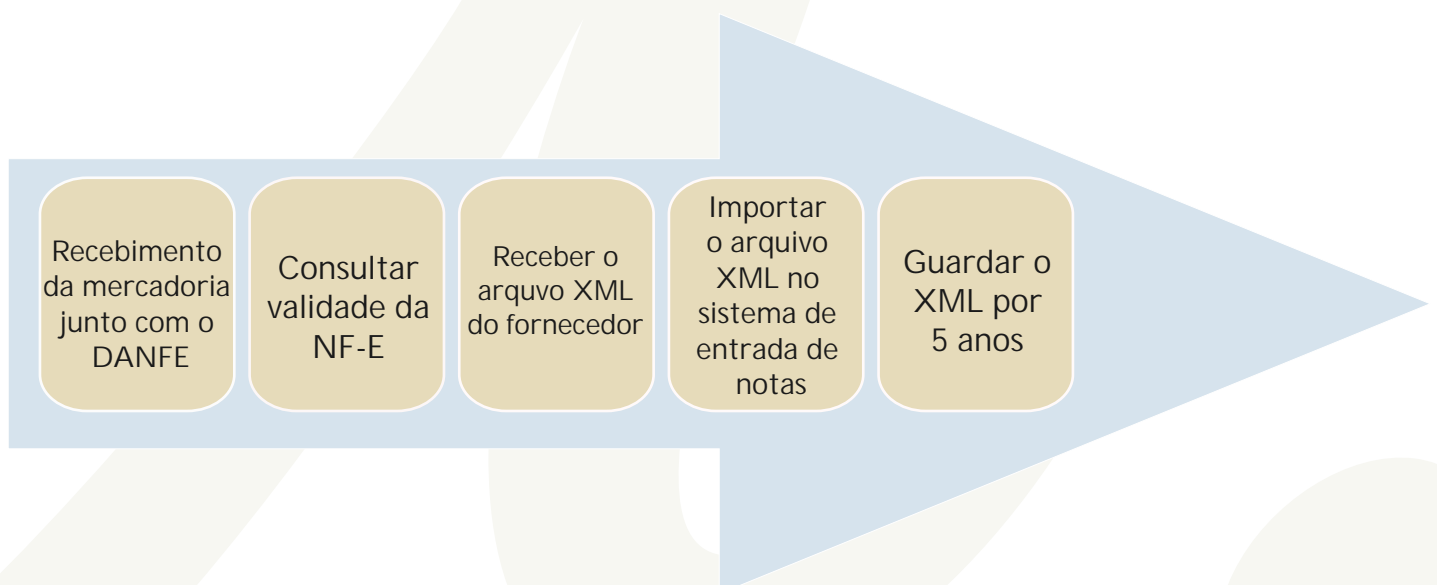 Recebimento
da mercadoria
junto com o
DANFE
Consultar
validade da
NF-E
Receber o
arquvo XML
do fornecedor
Importar
o arquivo
XML no
sistema de
entrada de
notas
Guardar o
XML por
5 anos